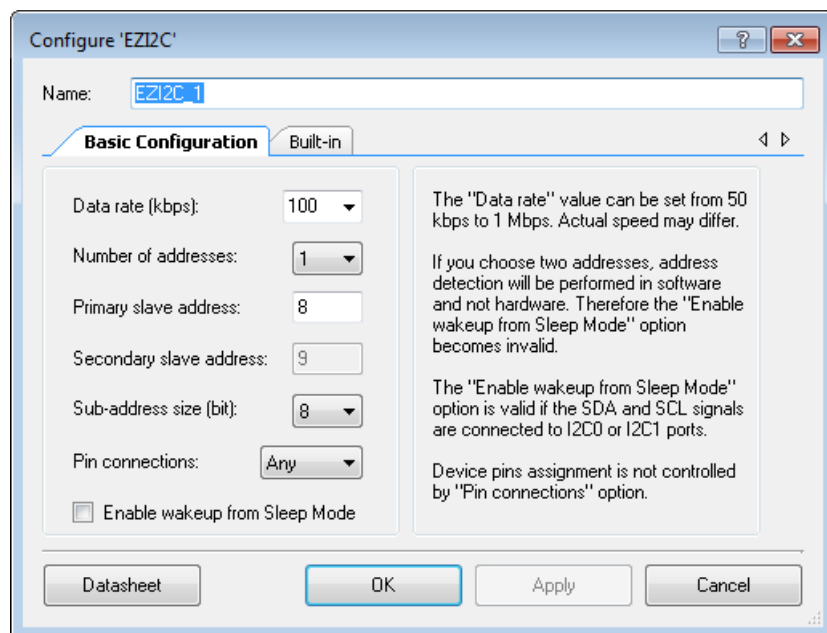 Configure 'EZI2C'
Name: EZI2C_1
Basic Configuration Built-in
Data rate (kbps): 100
Number of addresses: 1
Primary slave address: 8
Secondary slave address: 9
Sub-address size (bit): 8
Pin connections: Any
Enable wakeup from Sleep Mode
The "Data rate" value can be set from 50
kbps to 1 Mbps. Actual speed may differ.
If you choose two addresses, address
detection will be performed in software
and not hardware. Therefore the "Enable
wakeup from Sleep Mode" option
becomes invalid.
The "Enable wakeup from Sleep Mode"
option is valid if the SDA and SCL signals
are connected to I2C0 or I2C1 ports.
Device pins assignment is not controlled
by "Pin connections" option.
Datasheet OK Apply Cancel